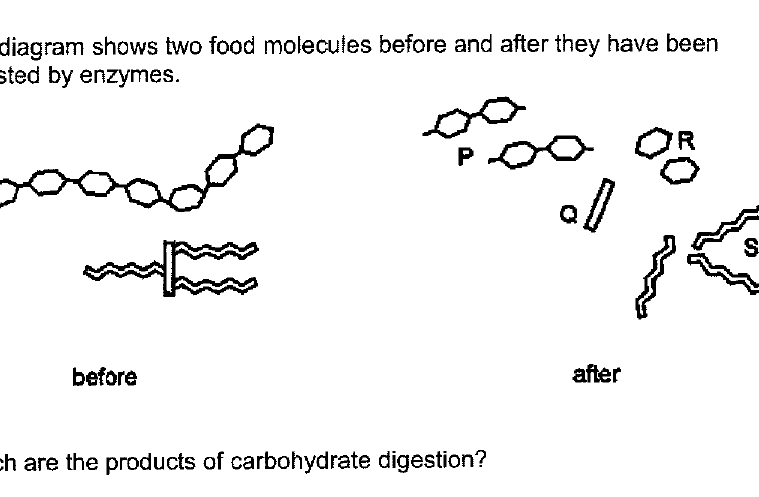 diagram shows two food molecules before and after they have been
sted by enzymes.
P
R
Q
S
before
after
ch are the products of carbohydrate digestion?